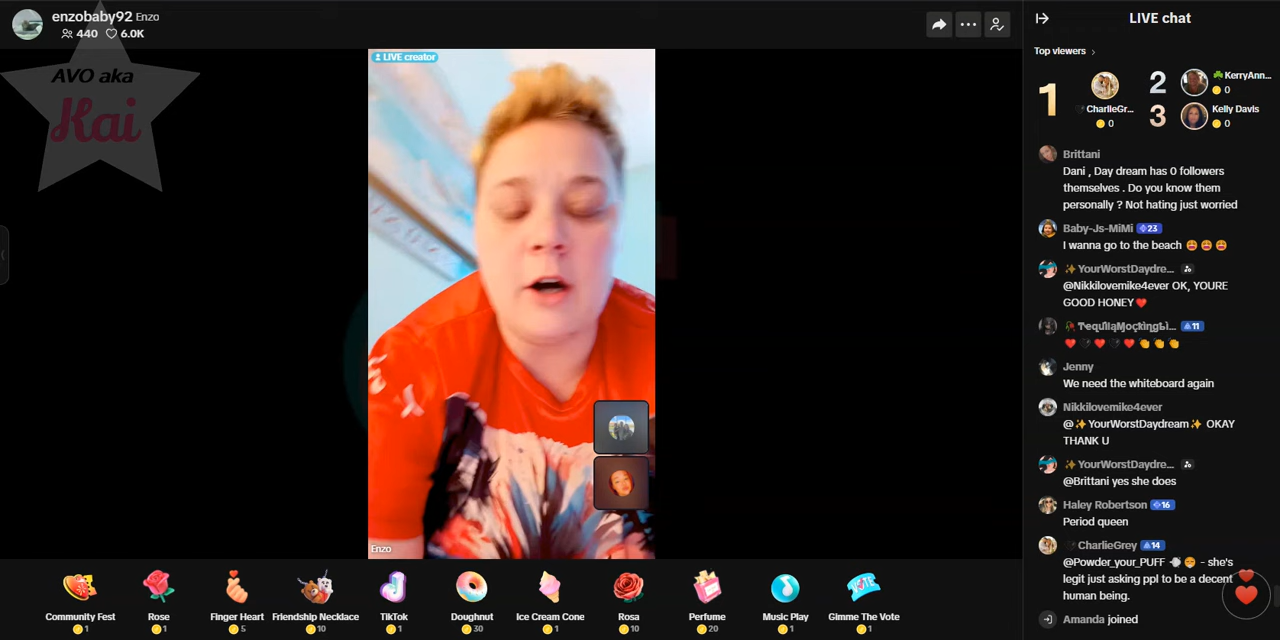 enzobaby92 Enzo
440 6.0K
AVO aka
Kai
LIVE creator
Enzo
Community Fest
1
Rose
1
Finger Heart
5
Friendship Necklace
10
TikTok
1
Doughnut
30
Ice Cream Cone
1
Rosa
10
Perfume
20
Music Play
1
Gimme The Vote
1
LIVE chat
Top viewers
1
CharlieGr...
0
2
KerryAnn...
0
3
Kelly Davis
0
Brittani
Dani , Day dream has 0 followers
themselves . Do you know them
personally ? Not hating just worried
Baby-Js-MiMi 23
I wanna go to the beach 🤩 🤩 🤩
✨YourWorstDaydre...
@Nikkilovemike4ever OK, YOURE
GOOD HONEY❤️
11
❤️ 🖤 ❤️ 🖤 ❤️ 👏 👏 👏
Jenny
We need the whiteboard again
Nikkilovemike4ever
@✨YourWorstDaydream✨ OKAY
THANK U
✨YourWorstDaydre...
@Brittani yes she does
Haley Robertson 16
Period queen
CharlieGrey 14
@Powder_your_PUFF - she's
legit just asking ppl to be a decent
human being.
Amanda joined